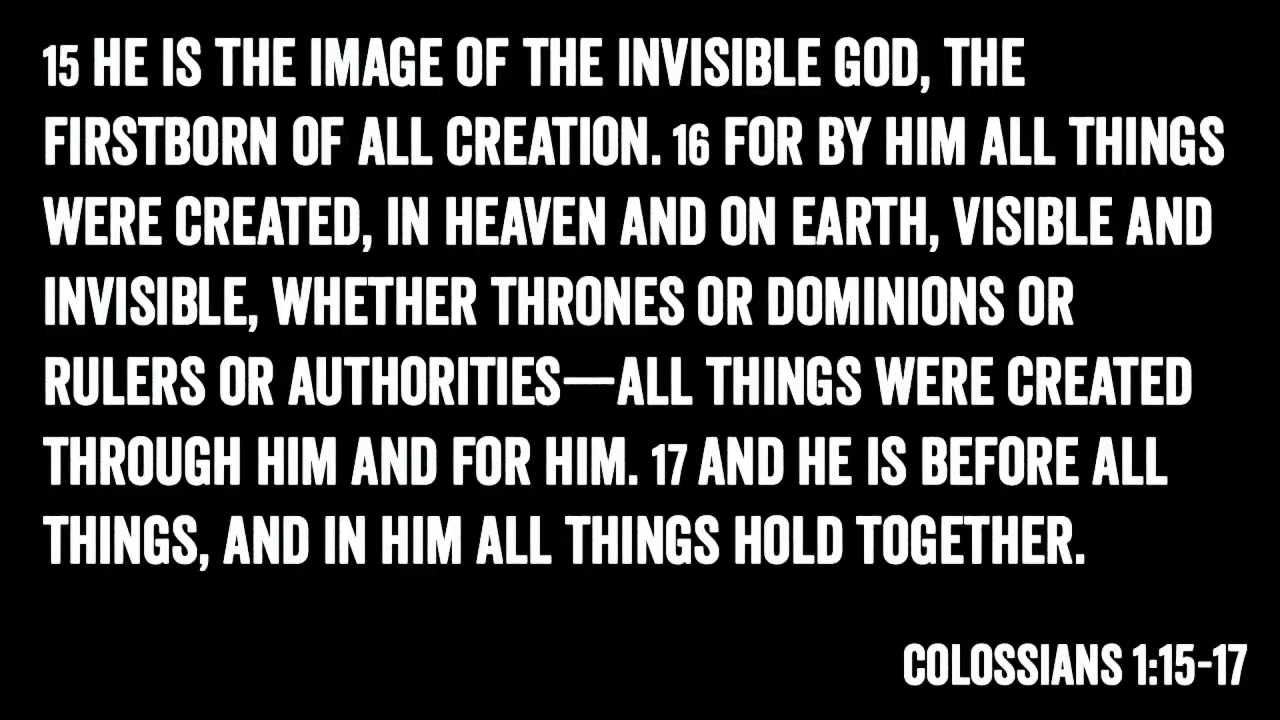 15 HE IS THE IMAGE OF THE INVISIBLE GOD, THE
FIRSTBORN OF ALL CREATION. 16 FOR BY HIM ALL THINGS
WERE CREATED, IN HEAVEN AND ON EARTH, VISIBLE AND
INVISIBLE, WHETHER THRONES OR DOMINIONS OR
RULERS OR AUTHORITIES—ALL THINGS WERE CREATED
THROUGH HIM AND FOR HIM. 17 AND HE IS BEFORE ALL
THINGS, AND IN HIM ALL THINGS HOLD TOGETHER.
COLOSSIANS 1:15-17